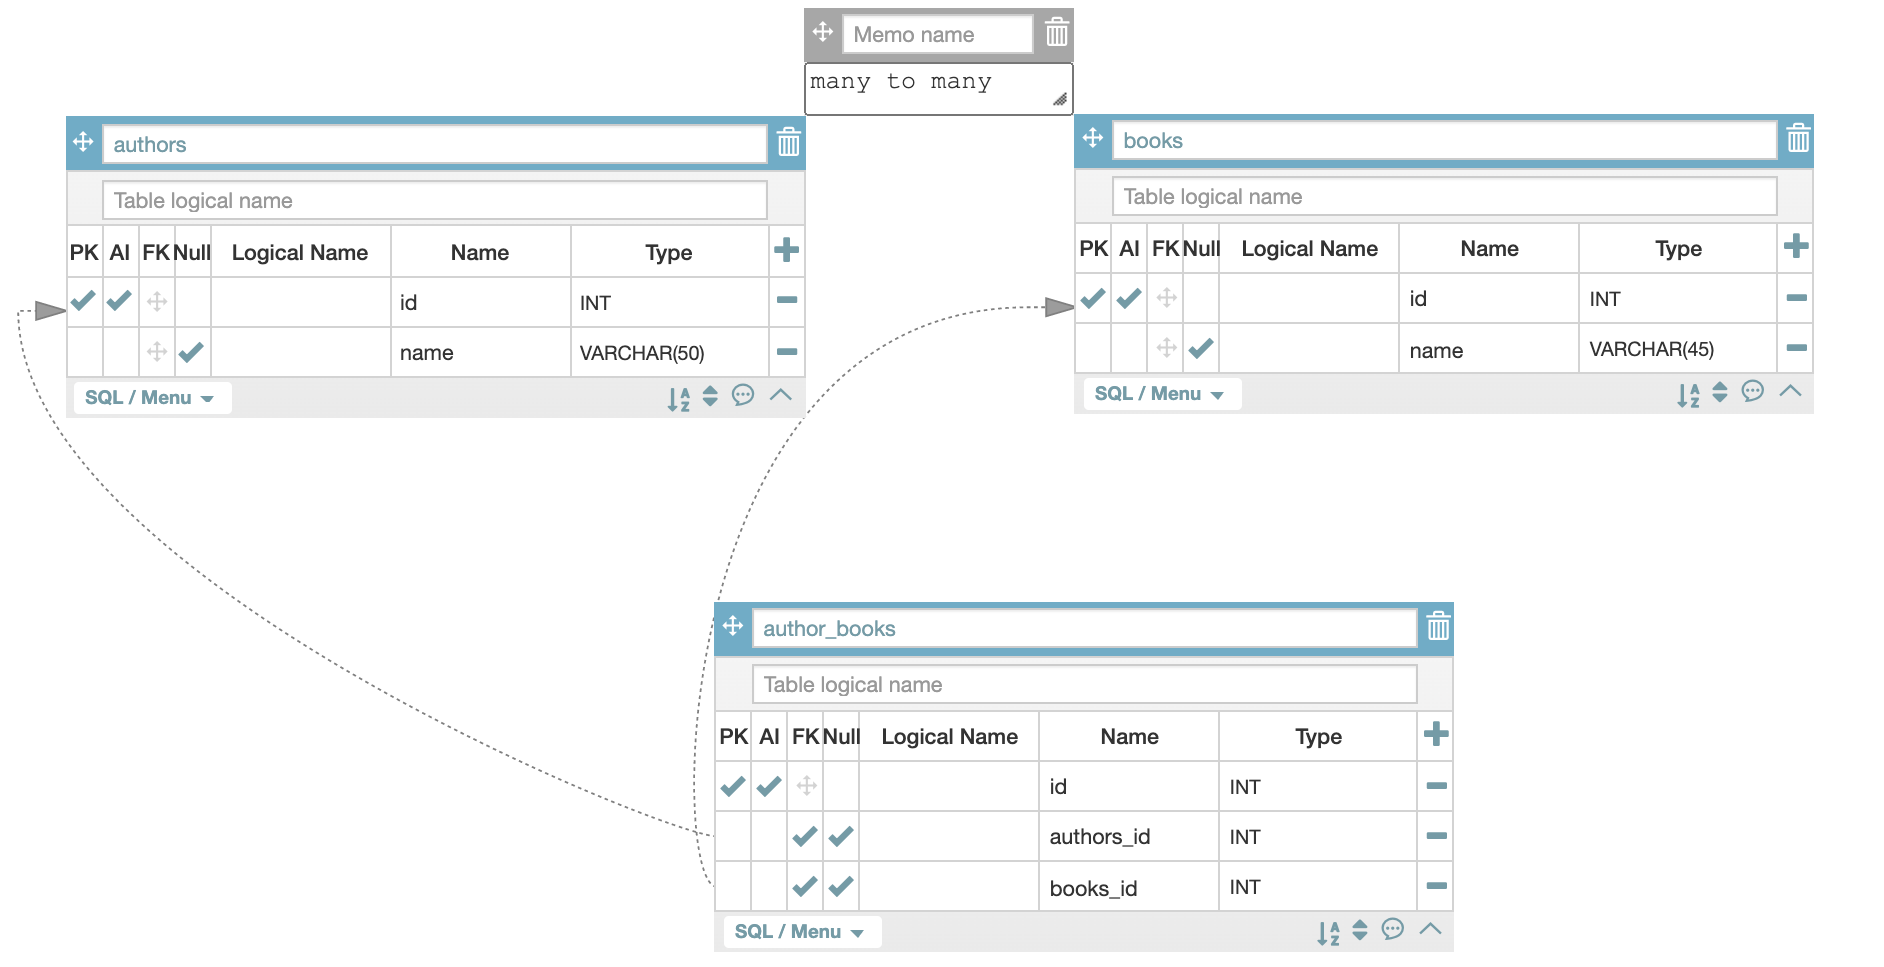 Memo name
many to many
authors
Table logical name
PK AI FK Null Logical Name Name Type
id INT
name VARCHAR(50)
SQL / Menu
books
Table logical name
PK AI FK Null Logical Name Name Type
id INT
name VARCHAR(45)
SQL / Menu
author_books
Table logical name
PK AI FK Null Logical Name Name Type
id INT
authors_id INT
books_id INT
SQL / Menu